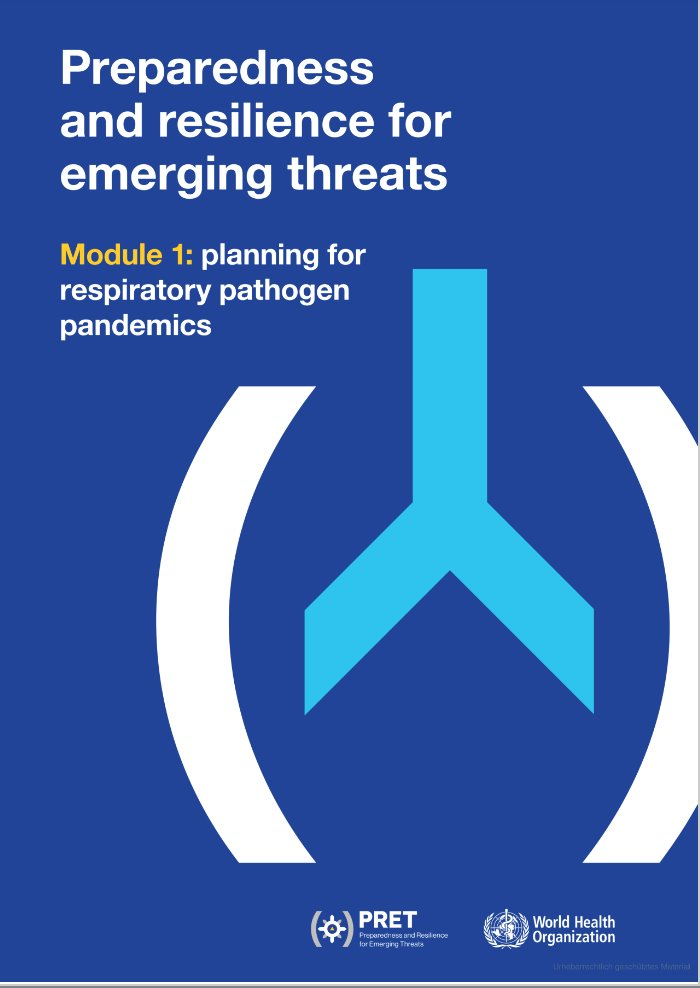 Preparedness
and resilience for
emerging threats
Module 1: planning for
respiratory pathogen
pandemics
PRET
Preparedness and Resilience
for Emerging Threats
World Health
Organization
Urheberrechtlich geschütztes Material